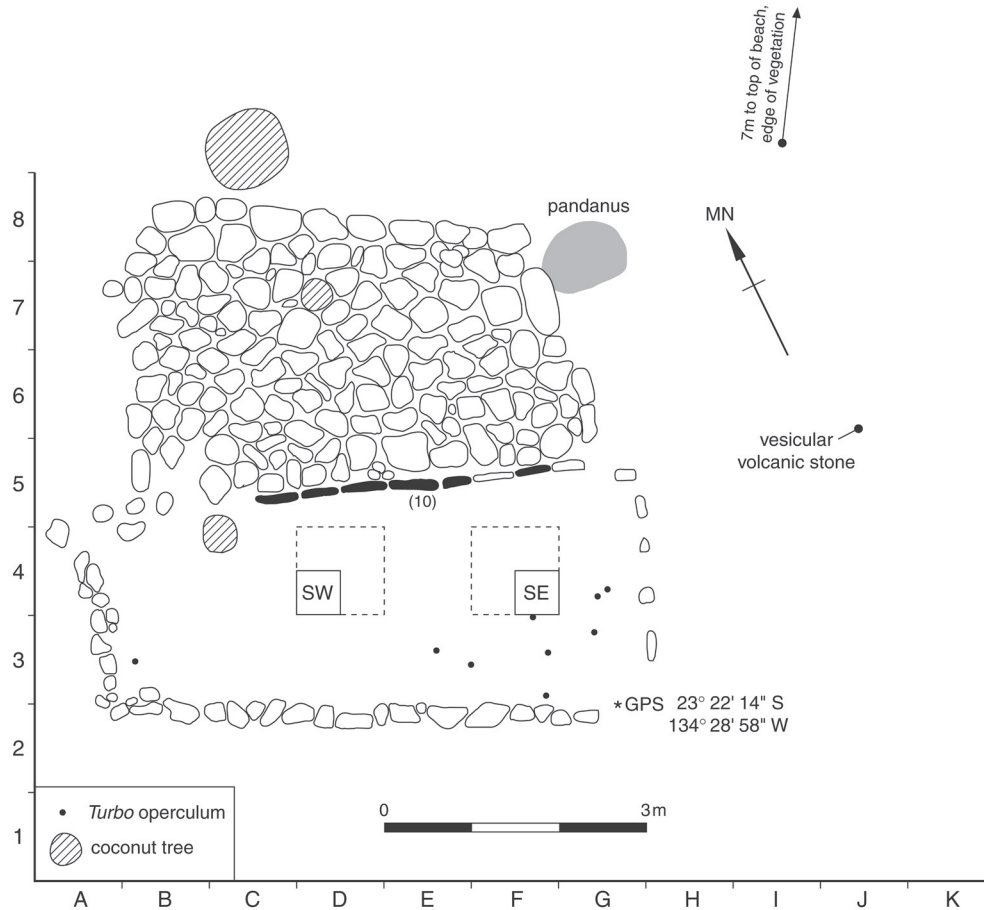 7m to top of beach,
edge of vegetation
pandanus
MN
8
7
6
5
4
3
2
1
vesicular
volcanic stone
(10)
SW
SE
*GPS 23° 22' 14" S
134° 28' 58" W
0 3m
Turbo operculum
coconut tree
A B C D E F G H I J K